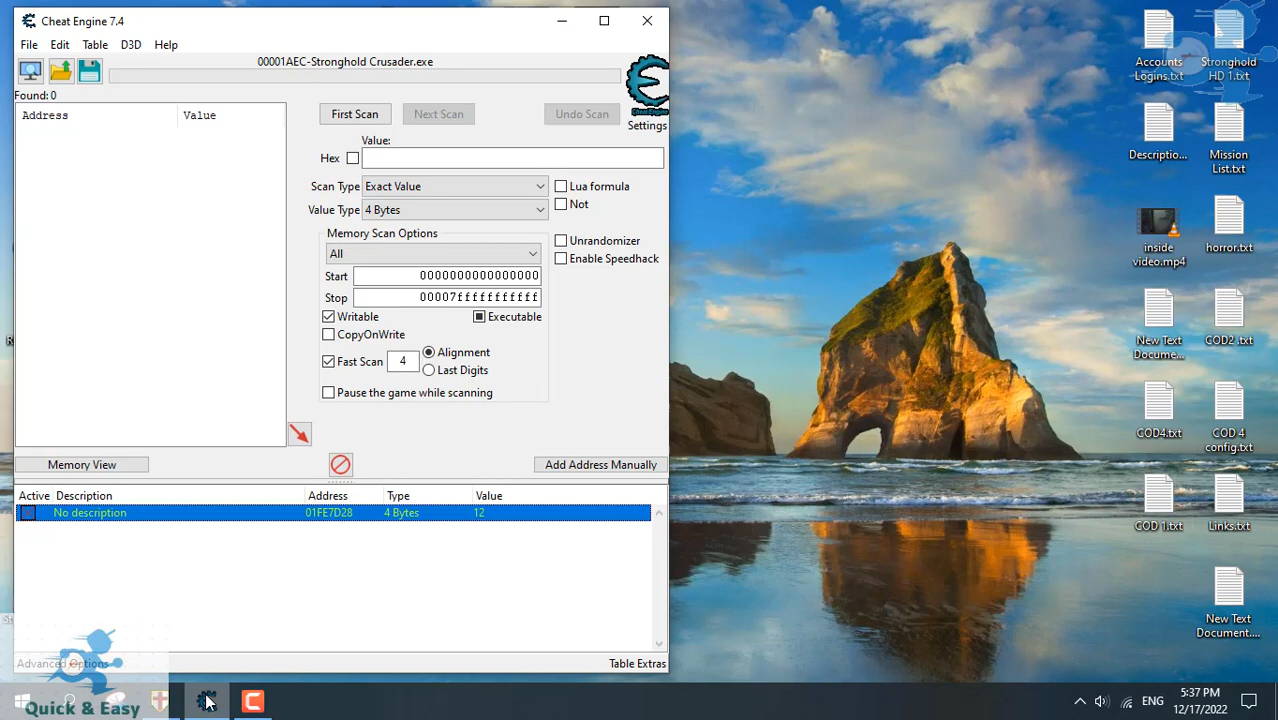 Cheat Engine 7.4
File Edit Table D3D Help
00001AEC-Stronghold Crusader.exe
Found: 0
Address Value
First Scan Next Scan Undo Scan
Cheat Engine
Settings
Value:
Hex
Scan Type Exact Value Lua formula
Not
Value Type 4 Bytes
Memory Scan Options
All
Unrandomizer
Enable Speedhack
Start 0000000000000000
Stop 00007fffffffffff
Writable Executable
CopyOnWrite
Fast Scan 4 Alignment
Last Digits
Pause the game while scanning
Memory View Add Address Manually
Active Description Address Type Value
No description 01FE7D28 4 Bytes 12
Advanced Options Table Extras
Accounts
Logins.txt
Stronghold
HD 1.txt
Descriptio...
Mission
List.txt
inside
video.mp4
horror.txt
New Text
Docume...
COD2 .txt
COD4.txt
COD 4
config.txt
COD 1.txt
Links.txt
New Text
Document....
Quick & Easy
ENG
5:37 PM
12/17/2022